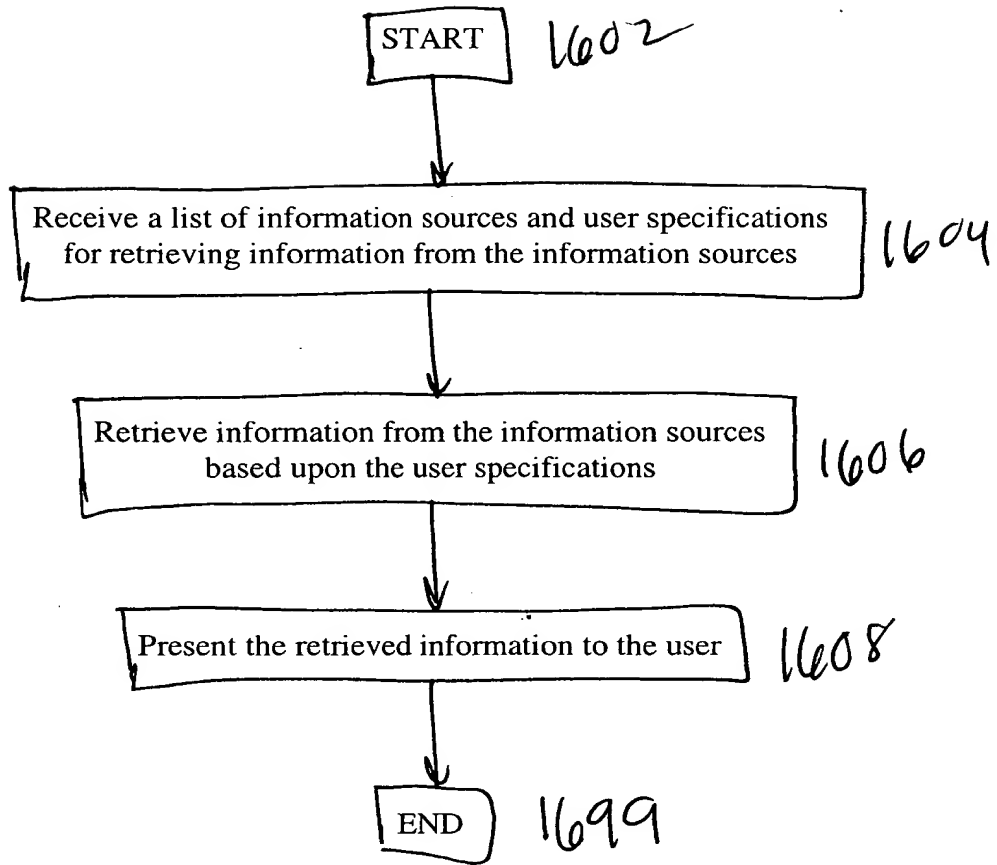 START 1602
Receive a list of information sources and user specifications
for retrieving information from the information sources
1604
Retrieve information from the information sources
based upon the user specifications
1606
Present the retrieved information to the user 1608
END 1699